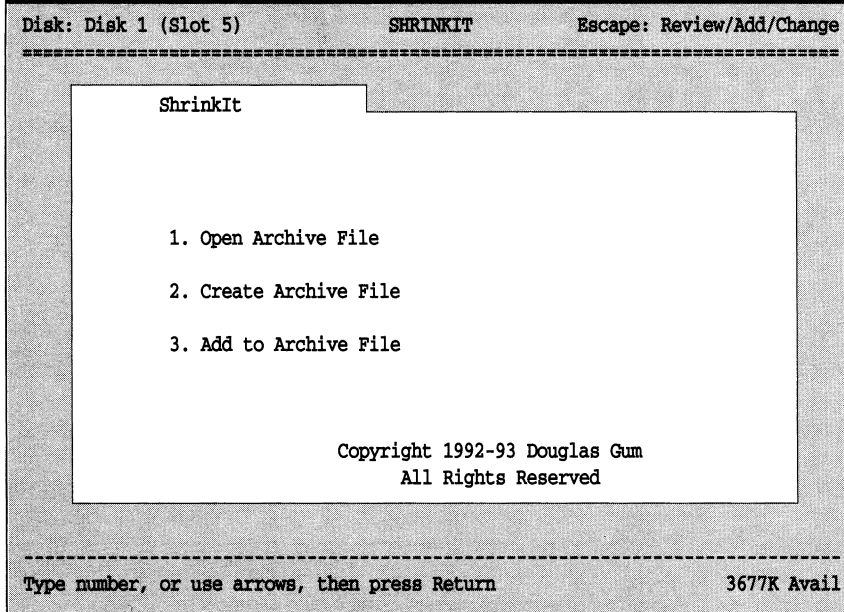 Disk: Disk 1 (Slot 5) SHRINKIT Escape: Review/Add/Change
ShrinkIt
1. Open Archive File
2. Create Archive File
3. Add to Archive File
Copyright 1992-93 Douglas Gum
All Rights Reserved
Type number, or use arrows, then press Return 3677K Avail